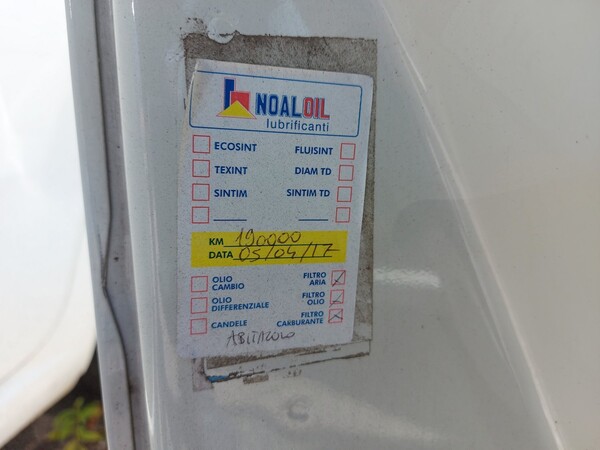 NOALOIL
lubrificanti
ECOSINT FLUISINT
TEXINT DIAM TD
SINTIM SINTIM TD
KM 190000
DATA 05/04/17
OLIO CAMBIO FILTRO ARIA
OLIO DIFFERENZIALE FILTRO OLIO
CANDELE FILTRO CARBURANTE
ABITACOLO